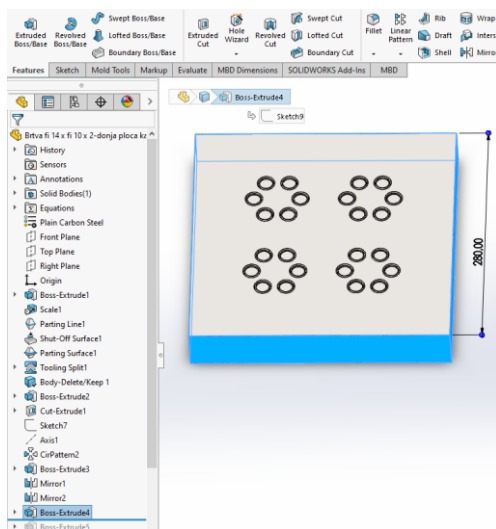 Extruded Boss/Base
Revolved Boss/Base
Swept Boss/Base
Lofted Boss/Base
Boundary Boss/Base
Extruded Cut
Hole Wizard
Revolved Cut
Swept Cut
Lofted Cut
Boundary Cut
Fillet
Linear Pattern
Rib
Draft
Shell
Wrap
Inters
Mirro
Features Sketch Mold Tools Markup Evaluate MBD Dimensions SOLIDWORKS Add-Ins MBD
Boss-Extrude4
Sketch9
Brtva fi 14 x fi 10 x 2-donja ploca ka
History
Sensors
Annotations
Solid Bodies(1)
Equations
Plain Carbon Steel
Front Plane
Top Plane
Right Plane
Origin
Boss-Extrude1
Scale1
Parting Line1
Shut-Off Surface1
Parting Surface1
Tooling Split1
Body-Delete/Keep 1
Boss-Extrude2
Cut-Extrude1
Sketch7
Axis1
CirPattern2
Boss-Extrude3
Mirror1
Mirror2
Boss-Extrude4
Boss-Extrude5
280,00